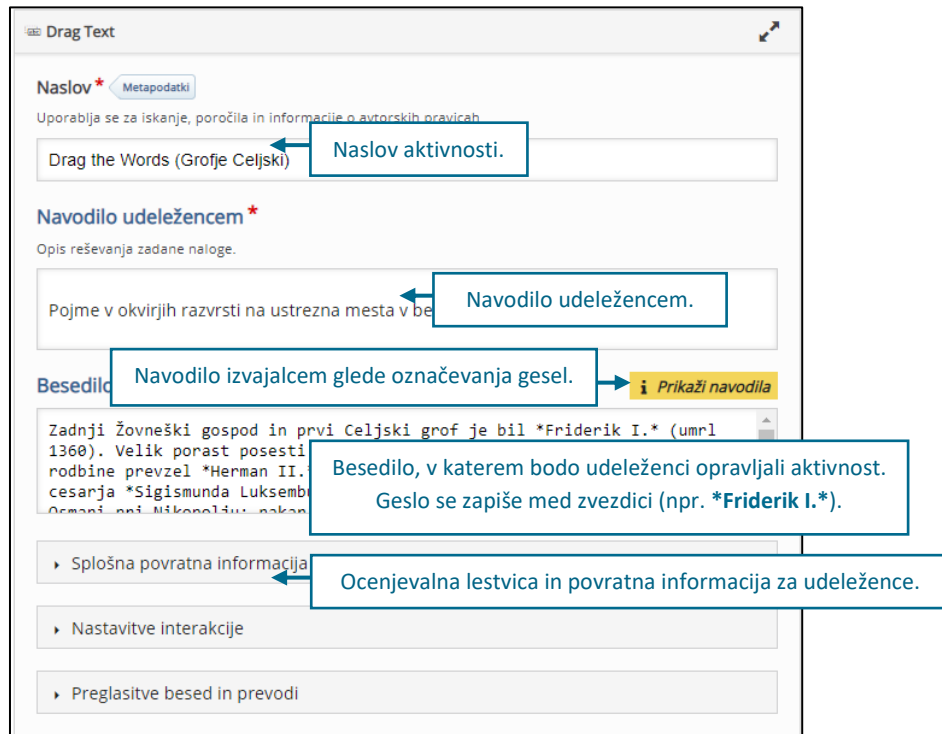 Drag Text
Naslov * Metapodatki
Uporablja se za iskanje, poročila in informacije o avtorskih pravicah
Naslov aktivnosti.
Drag the Words (Grofje Celjski)
Navodilo udeležencem *
Opis reševanja zadane naloge.
Navodilo udeležencem.
Pojme v okvirjih razvrsti na ustrezna mesta v
Navodilo izvajalcem glede označevanja gesel.
Besedilo
i Prikaži navodila
Zadnji Žovneški gospod in prvi Celjski grof je bil *Friderik I.* (umrl
1360). Velik porast posesti
rodbine prevzel *Herman II.
cesarja *Sigismunda
Osmani pri Nikopolju;
Besedilo, v katerem bodo udeleženci opravljali aktivnost.
Geslo se zapiše med zvezdici (npr. *Friderik I.*).
Splošna povratna informacija
Ocenjevalna lestvica in povratna informacija za udeležence.
Nastavitve interakcije
Preglasitve besed in prevodi